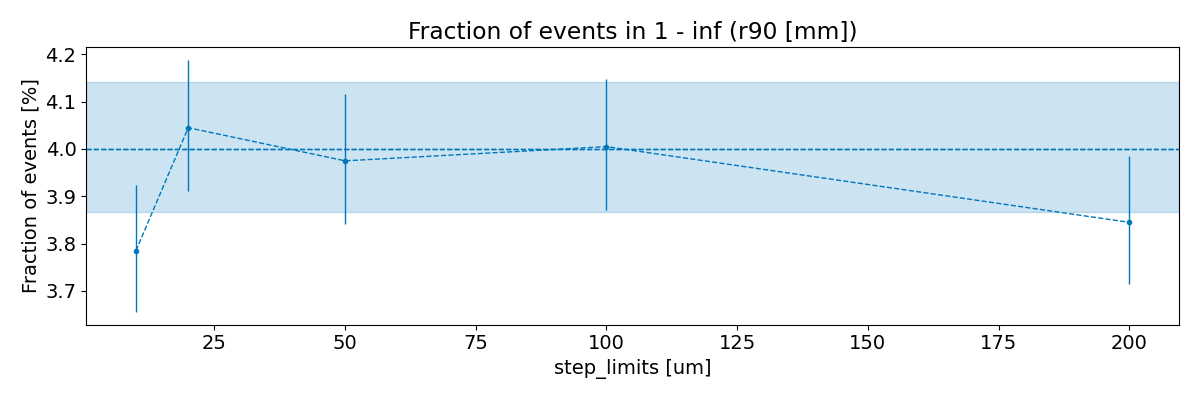 Fraction of events in 1 - inf (r90 [mm])
Fraction of events [%]
4.2
4.1
4.0
3.9
3.8
3.7
25 50 75 100 125 150 175 200
step_limits [um]